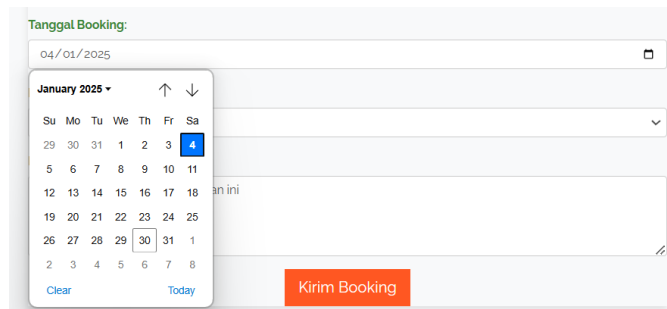 Tanggal Booking:
04/01/2025
January 2025
Su Mo Tu We Th Fr Sa
29 30 31 1 2 3 4
5 6 7 8 9 10 11
12 13 14 15 16 17 18
an ini
19 20 21 22 23 24 25
26 27 28 29 30 31 1
2 3 4 5 6 7 8
Clear Today
Kirim Booking